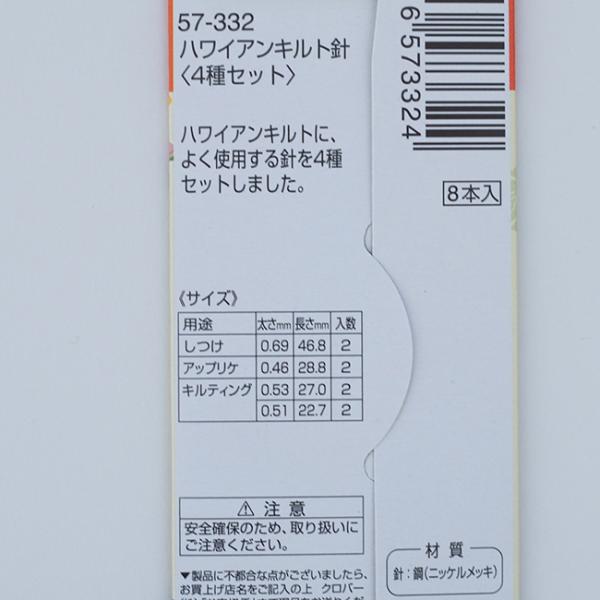 57-332
ハワイアンキルト針
〈4種セット〉
ハワイアンキルトに、
よく使用する針を4種
セットしました。
《サイズ》
用途 太さmm 長さmm 入数
しつけ 0.69 46.8 2
アップリケ 0.46 28.8 2
キルティング 0.53 27.0 2
0.51 22.7 2
⚠ 注意
安全確保のため、取り扱いに
ご注意ください。
▼製品に不都合な点がございましたら、
お買上げ店名をご記入の上 クロバー
6 573324
8本入
材質
針：鋼(ニッケルメッキ)